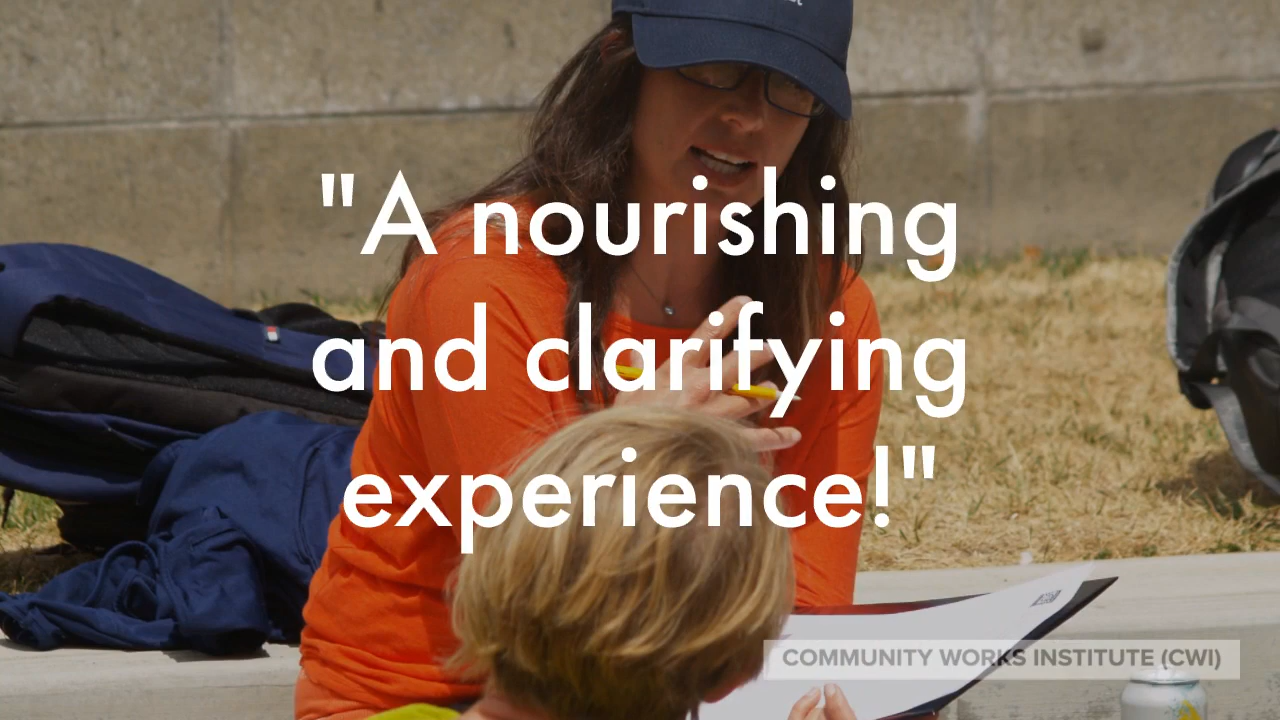 "A nourishing
and clarifying
experience!"
COMMUNITY WORKS INSTITUTE (CWI)